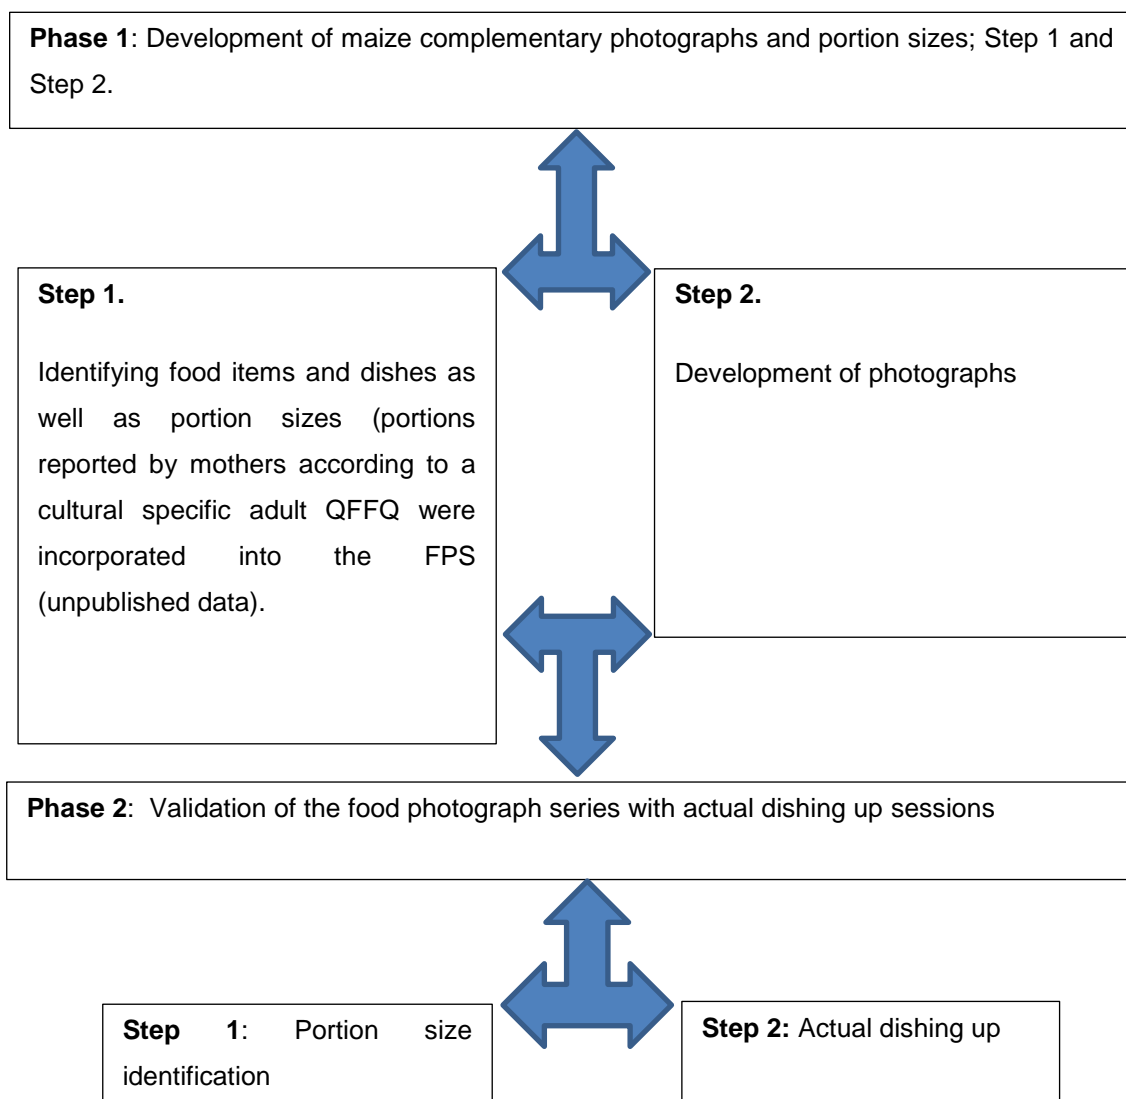 Phase 1: Development of maize complementary photographs and portion sizes; Step 1 and
Step 2.
Step 1.
Identifying food items and dishes as
well as portion sizes (portions
reported by mothers according to a
cultural specific adult QFFQ were
incorporated into the FPS
(unpublished data).
Step 2.
Development of photographs
Phase 2: Validation of the food photograph series with actual dishing up sessions
Step 1: Portion size
identification
Step 2: Actual dishing up